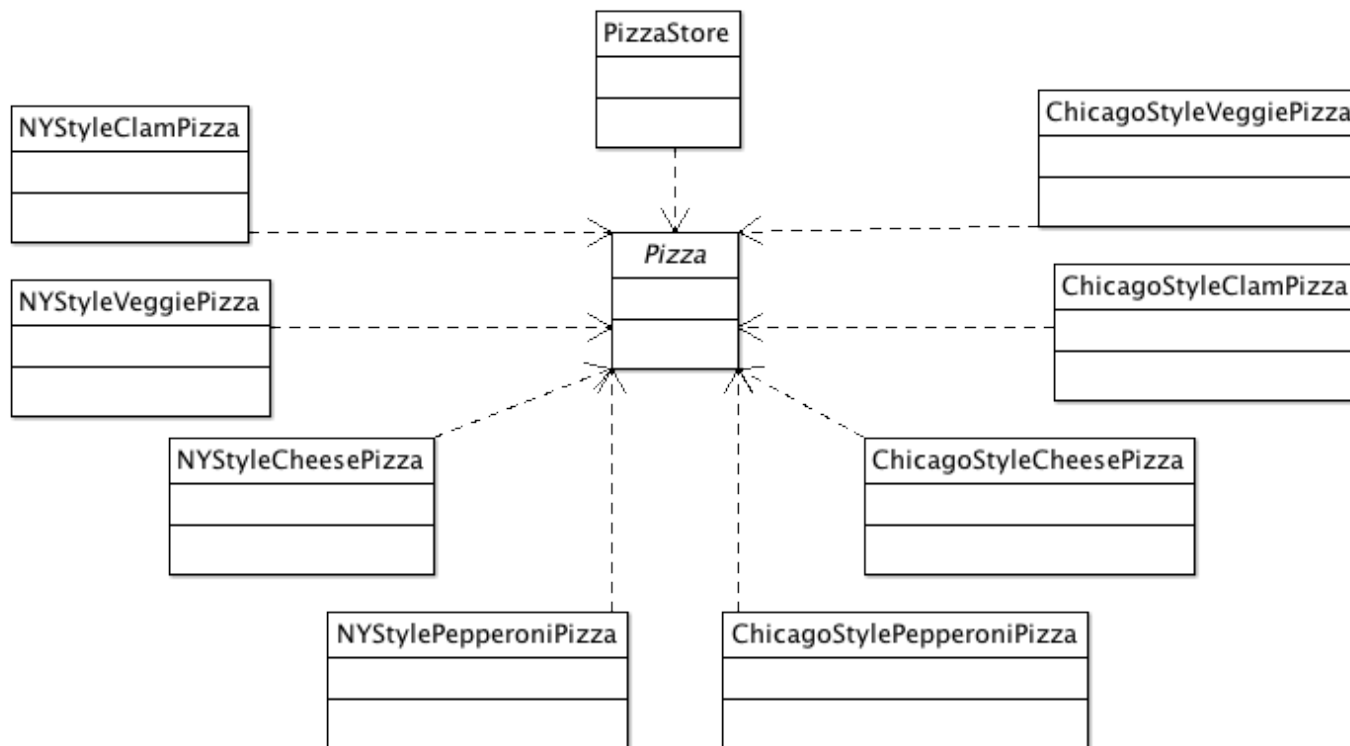 PizzaStore
NYStyleClamPizza
ChicagoStyleVeggiePizza
Pizza
NYStyleVeggiePizza
ChicagoStyleClamPizza
NYStyleCheesePizza
ChicagoStyleCheesePizza
NYStylePepperoniPizza
ChicagoStylePepperoniPizza